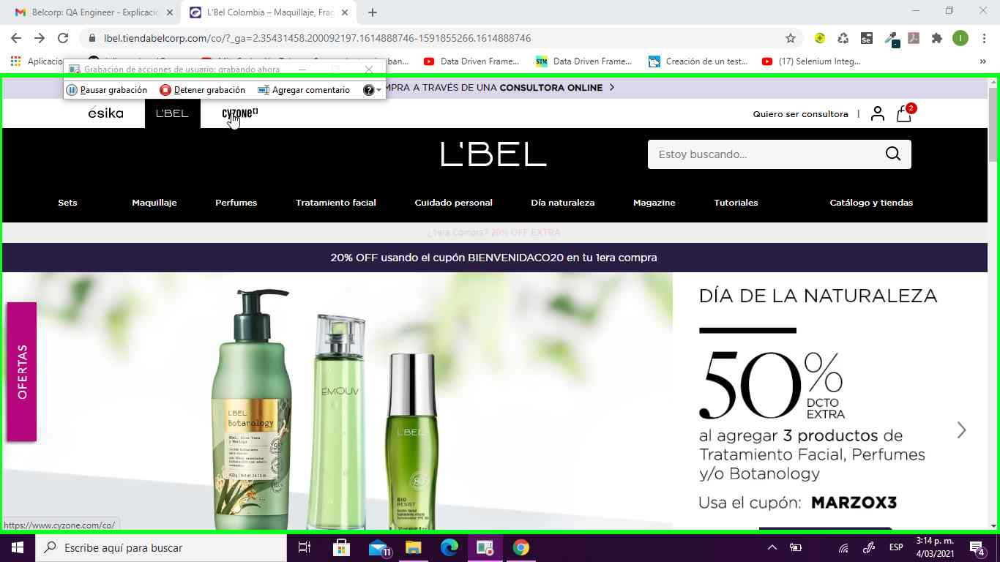 Belcorp: QA Engineer - Explicació
L'Bel Colombia – Maquillaje, Frag
lbel.tiendabelcorp.com/co/?_ga=2.35431458.200092197.1614888746-1591855266.1614888746
Aplicacio
Data Driven Frame...
Data Driven Frame...
Creación de un test...
(17) Selenium Integ...
Grabación de acciones de usuario: grabando ahora
Pausar grabación
Detener grabación
Agregar comentario
MPRA A TRAVÉS DE UNA CONSULTORA ONLINE
ésika
L'BEL
cyzone
Quiero ser consultora |
2
L'BEL
Estoy buscando...
Sets
Maquillaje
Perfumes
Tratamiento facial
Cuidado personal
Día naturaleza
Magazine
Tutoriales
Catálogo y tiendas
¿1era Compra? 20% OFF EXTRA
20% OFF usando el cupón BIENVENIDACO20 en tu 1era compra
OFERTAS
L'BEL
Botanology
ÉMOUV
L'BEL
BIO
RESIST
DÍA DE LA NATURALEZA
50%
DCTO
EXTRA
al agregar 3 productos de
Tratamiento Facial, Perfumes
y/o Botanology
Usa el cupón: MARZOX3
https://www.cyzone.com/co/
Escribe aquí para buscar
11
ESP
3:14 p. m.
4/03/2021
4